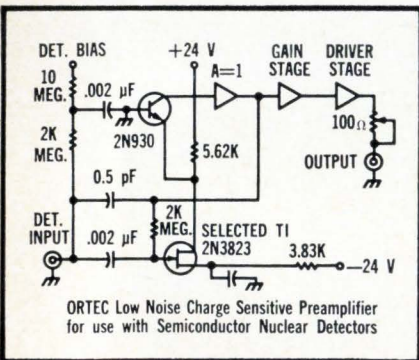 DET. BIAS
+24 V
GAIN
STAGE
DRIVER
STAGE
10
MEG.
.002 µF
A=1
2N930
100Ω
2K
MEG.
5.62K
OUTPUT
0.5 pF
DET.
INPUT
2K
MEG.
SELECTED TI
2N3823
.002 µF
3.83K
—24 V
ORTEC Low Noise Charge Sensitive Preamplifier
for use with Semiconductor Nuclear Detectors